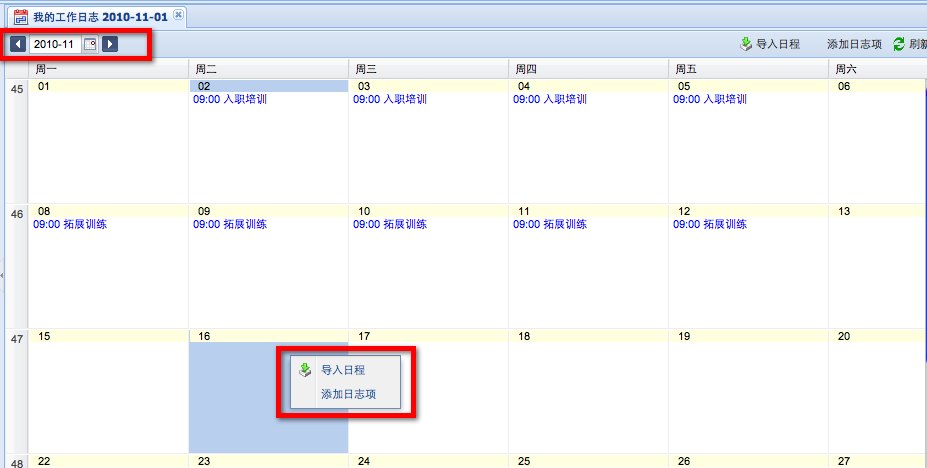 我的工作日志 2010-11-01
2010-11 导入日程 添加日志项 刷新
周一 周二 周三 周四 周五 周六
45 01 02 03 04 05 06
09:00 入职培训 09:00 入职培训 09:00 入职培训 09:00 入职培训
46 08 09 10 11 12 13
09:00 拓展训练 09:00 拓展训练 09:00 拓展训练 09:00 拓展训练 09:00 拓展训练
47 15 16 17 18 19 20
导入日程
添加日志项
48 22 23 24 25 26 27